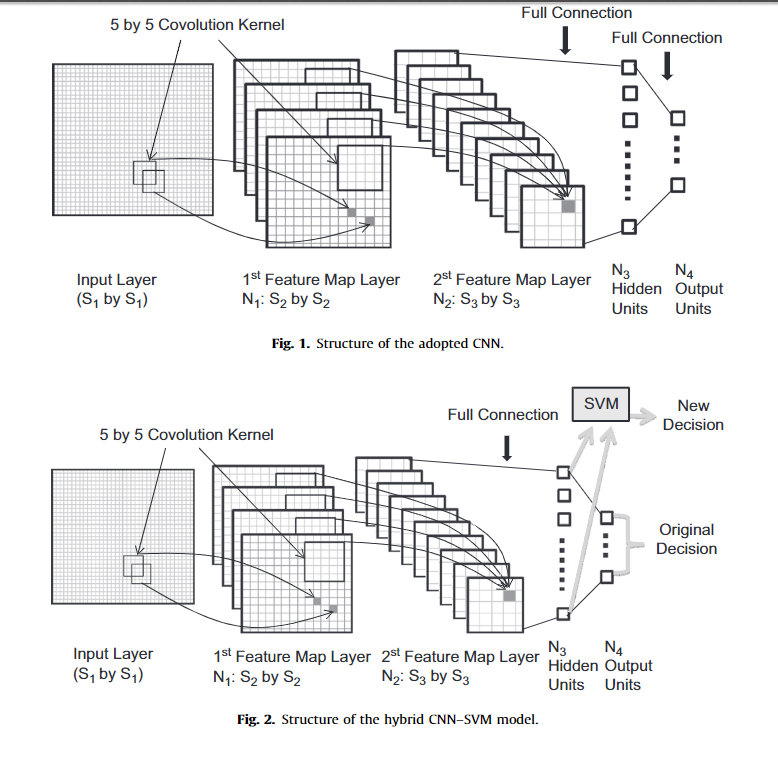 5 by 5 Covolution Kernel
Full Connection
Full Connection
Input Layer
(S1 by S1)
1st Feature Map Layer
N1: S2 by S2
2st Feature Map Layer
N2: S3 by S3
N3
Hidden
Units
N4
Output
Units
Fig. 1. Structure of the adopted CNN.
SVM
New
Decision
Full Connection
5 by 5 Covolution Kernel
Original
Decision
Input Layer
(S1 by S1)
1st Feature Map Layer
N1: S2 by S2
2st Feature Map Layer
N2: S3 by S3
N3
Hidden
Units
N4
Output
Units
Fig. 2. Structure of the hybrid CNN–SVM model.